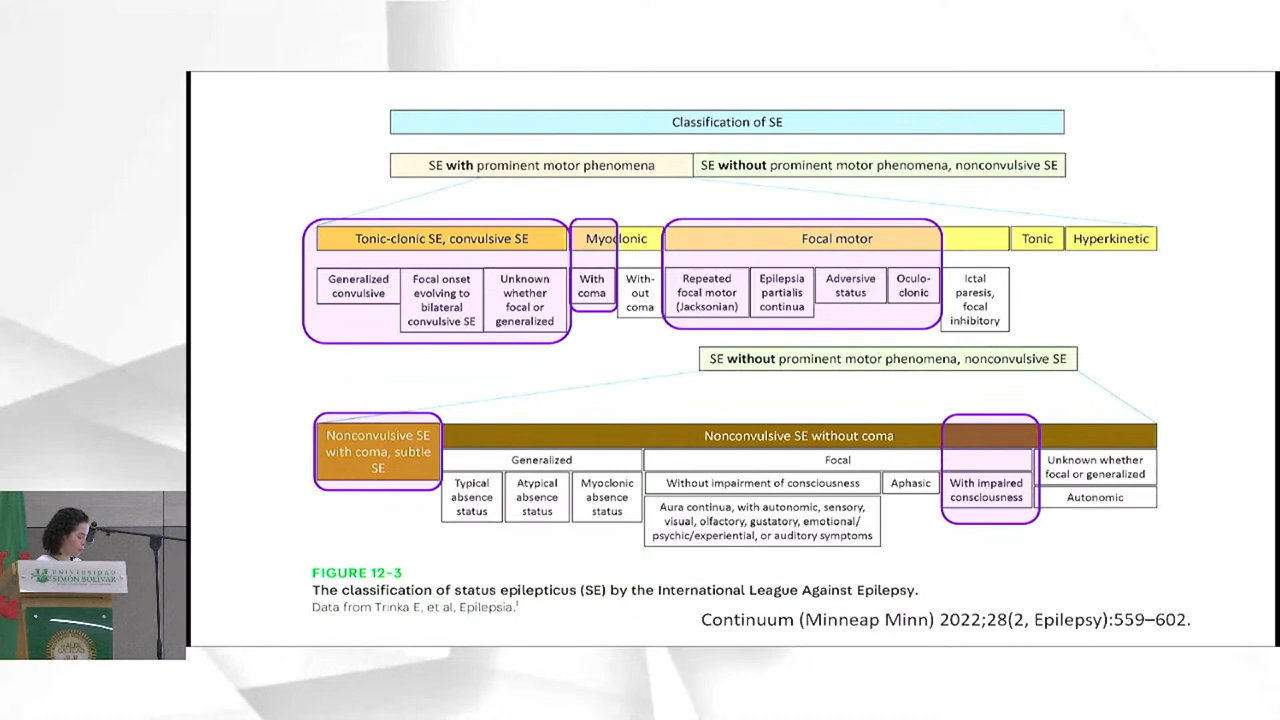 Classification of SE
SE with prominent motor phenomena
SE without prominent motor phenomena, nonconvulsive SE
Tonic-clonic SE, convulsive SE
Myoclonic
Focal motor
Tonic
Hyperkinetic
Generalized
convulsive
Focal onset
evolving to
bilateral
convulsive SE
Unknown
whether
focal or
generalized
With
coma
With-
out
coma
Repeated
focal motor
(Jacksonian)
Epilepsia
partialis
continua
Adversive
status
Oculo-
clonic
Ictal
paresis,
focal
inhibitory
SE without prominent motor phenomena, nonconvulsive SE
Nonconvulsive SE
with coma, subtle
SE
Nonconvulsive SE without coma
Generalized
Focal
Unknown whether
focal or generalized
Typical
absence
status
Atypical
absence
status
Myoclonic
absence
status
Without impairment of consciousness
Aphasic
With impaired
consciousness
Autonomic
Aura continua, with autonomic, sensory,
visual, olfactory, gustatory, emotional/
psychic/experiential, or auditory symptoms
FIGURE 12-3
The classification of status epilepticus (SE) by the International League Against Epilepsy.
Data from Trinka E, et al, Epilepsia.1
Continuum (Minneap Minn) 2022;28(2, Epilepsy):559–602.
UNIVERSIDAD
SIMÓN BOLÍVAR